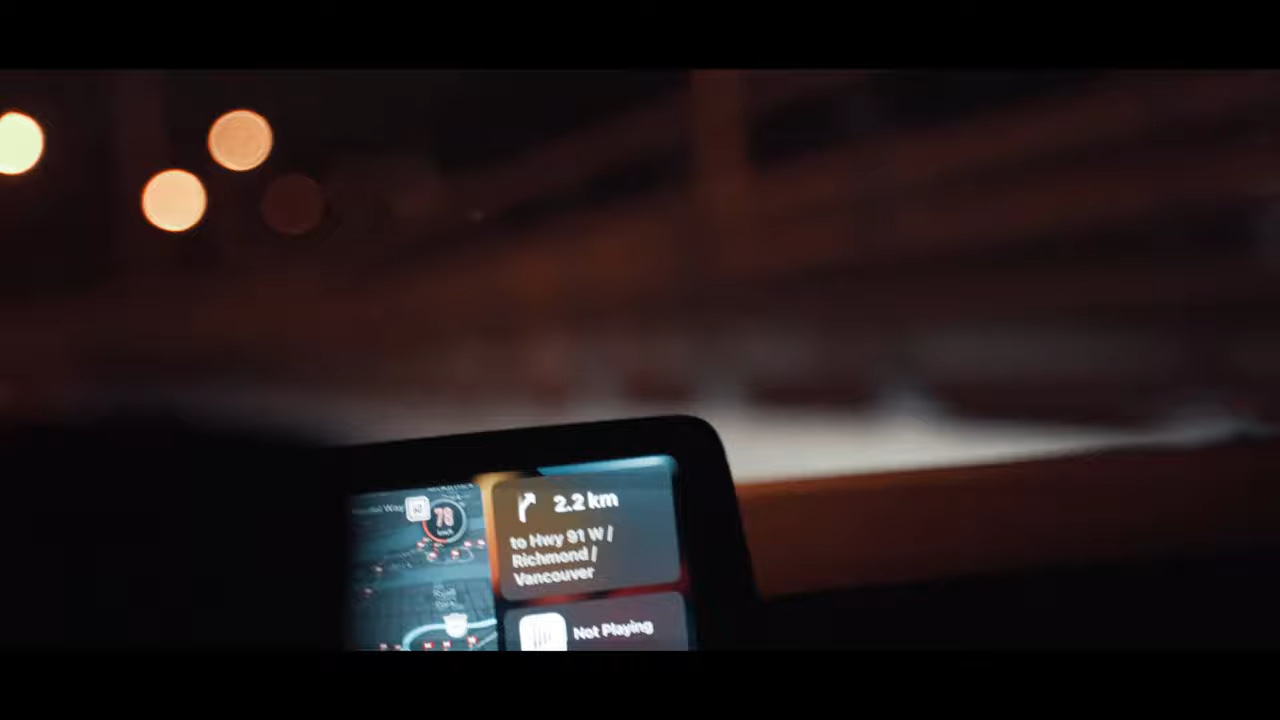 78
2.2 km
to Hwy 91 W /
Richmond /
Vancouver
Not Playing